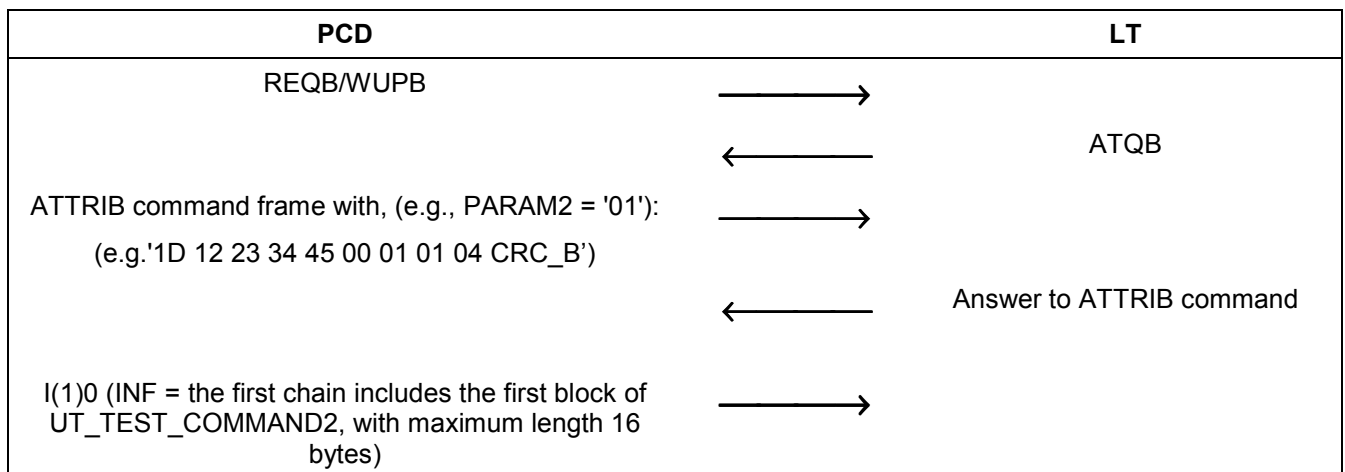 PCD LT
REQB/WUPB
ATQB
ATTRIB command frame with, (e.g., PARAM2 = '01'):
(e.g.'1D 12 23 34 45 00 01 01 04 CRC_B’)
Answer to ATTRIB command
I(1)0 (INF = the first chain includes the first block of
UT_TEST_COMMAND2, with maximum length 16
bytes)